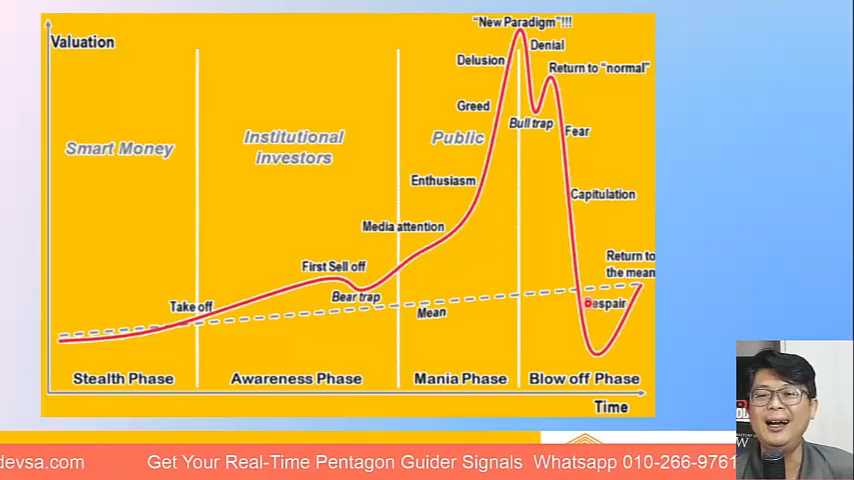 "New Paradigm"!!!
Valuation
Denial
Delusion
Return to "normal"
Greed
Bull trap
Fear
Smart Money
Institutional
investors
Public
Enthusiasm
Capitulation
Media attention
First Sell off
Return to
the mean
Bear trap
Take off
Mean
Despair
Stealth Phase
Awareness Phase
Mania Phase
Blow off Phase
Time
devsa.com
Get Your Real-Time Pentagon Guider Signals Whatsapp 010-266-9761